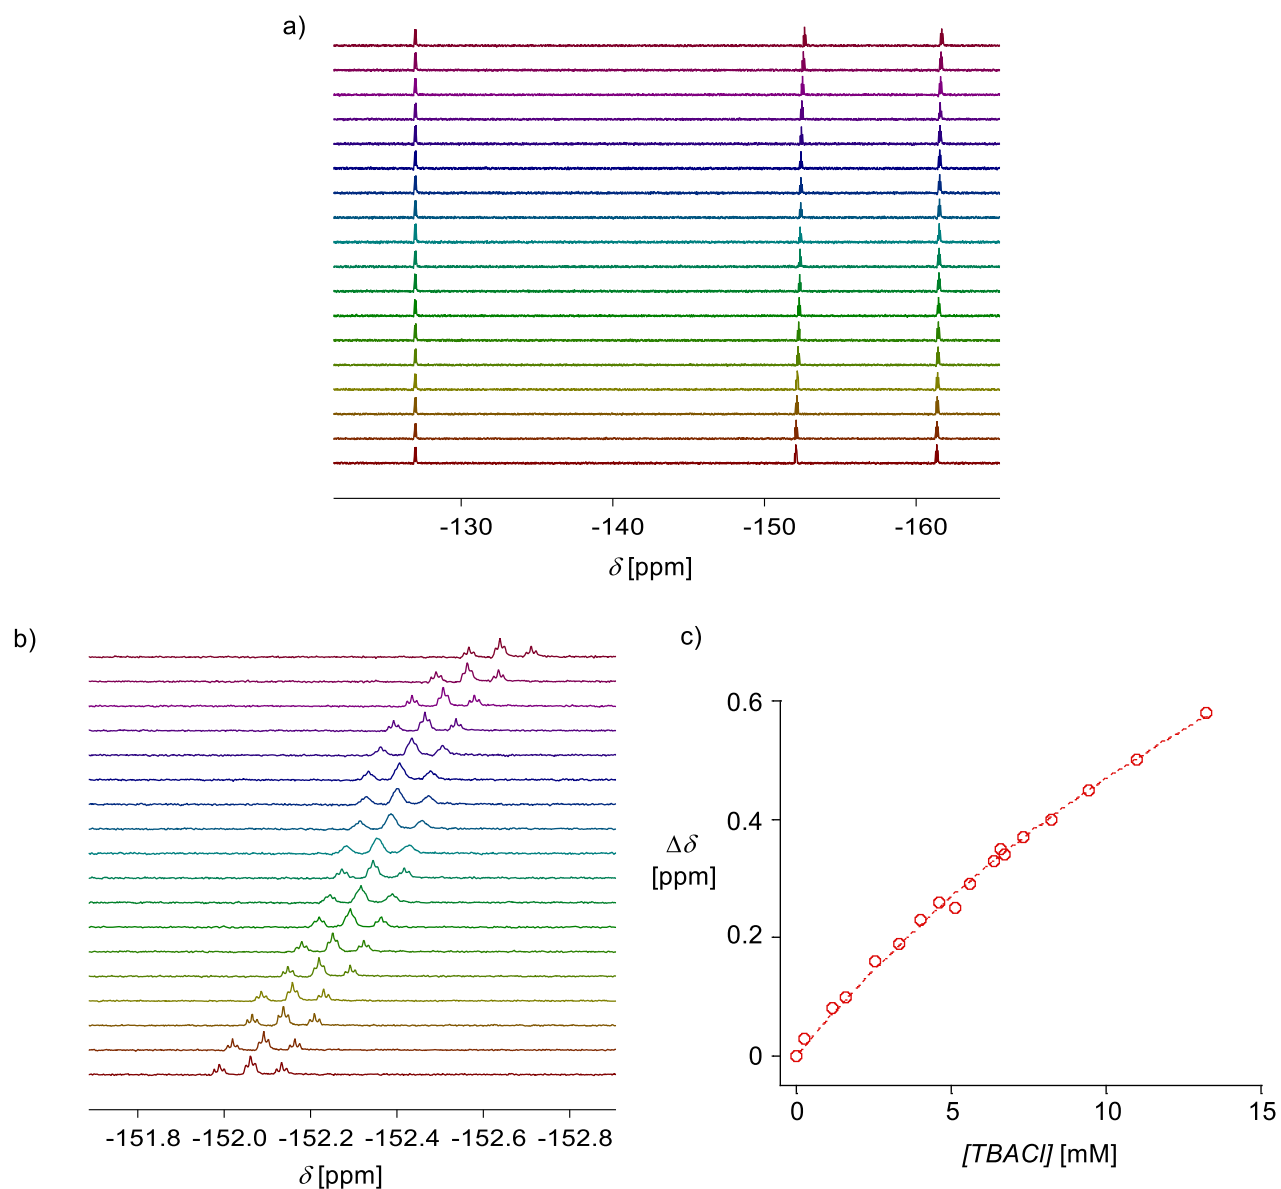 a)
-130 -140 -150 -160
δ [ppm]
b)
-151.8 -152.0 -152.2 -152.4 -152.6 -152.8
δ [ppm]
c)
0.6
0.4
Δδ
[ppm]
0.2
0
0 5 10 15
[TBACl] [mM]